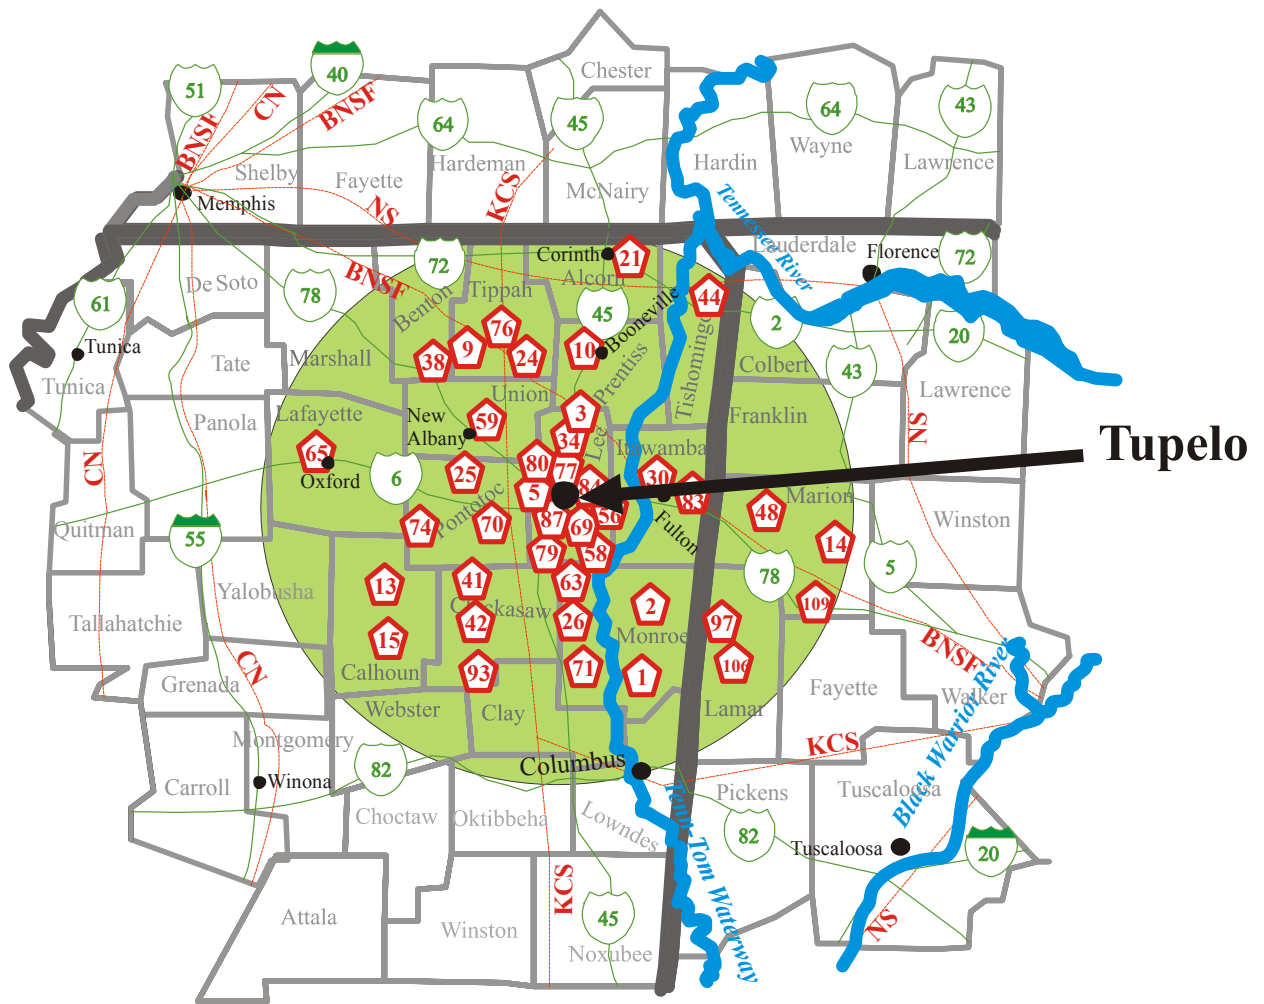 Chester
40
51
CN
BNSF
64
45
64
43
BNSF
Hardin
Wayne
Lawrence
Hardeman
Shelby
Fayette
McNairy
KCS
Memphis
NS
Tennessee River
Lauderdale
Florence
72
Corinth
21
Alcorn
72
BNSF
De Soto
78
61
Benton
Tippah
45
44
2
20
76
Booneville
Tunica
38
9
24
10
Prentiss
Tishomingo
Colbert
43
Marshall
Tate
Tunica
Union
Lawrence
Panola
Lafayette
New
Albany
59
3
34
Lee
Franklin
NS
Tupelo
65
Oxford
Itawamba
CN
6
25
80
77
84
30
83
5
56
Marion
48
Pontotoc
74
70
87
69
Fulton
Winston
Quitman
55
79
58
14
78
5
13
41
63
Yalobusha
Chickasaw
2
109
42
26
97
Tallahatchie
15
Monroe
BNSF
CN
Calhoun
93
71
1
106
Grenada
Fayette
Walker
Webster
Clay
Lamar
Black Warrior River
Montgomery
KCS
82
Columbus
Winona
Carroll
Pickens
Tuscaloosa
Choctaw
Oktibbeha
Lowndes
Tenn-Tom Waterway
82
Tuscaloosa
20
KCS
Attala
Winston
45
NS
Noxubee